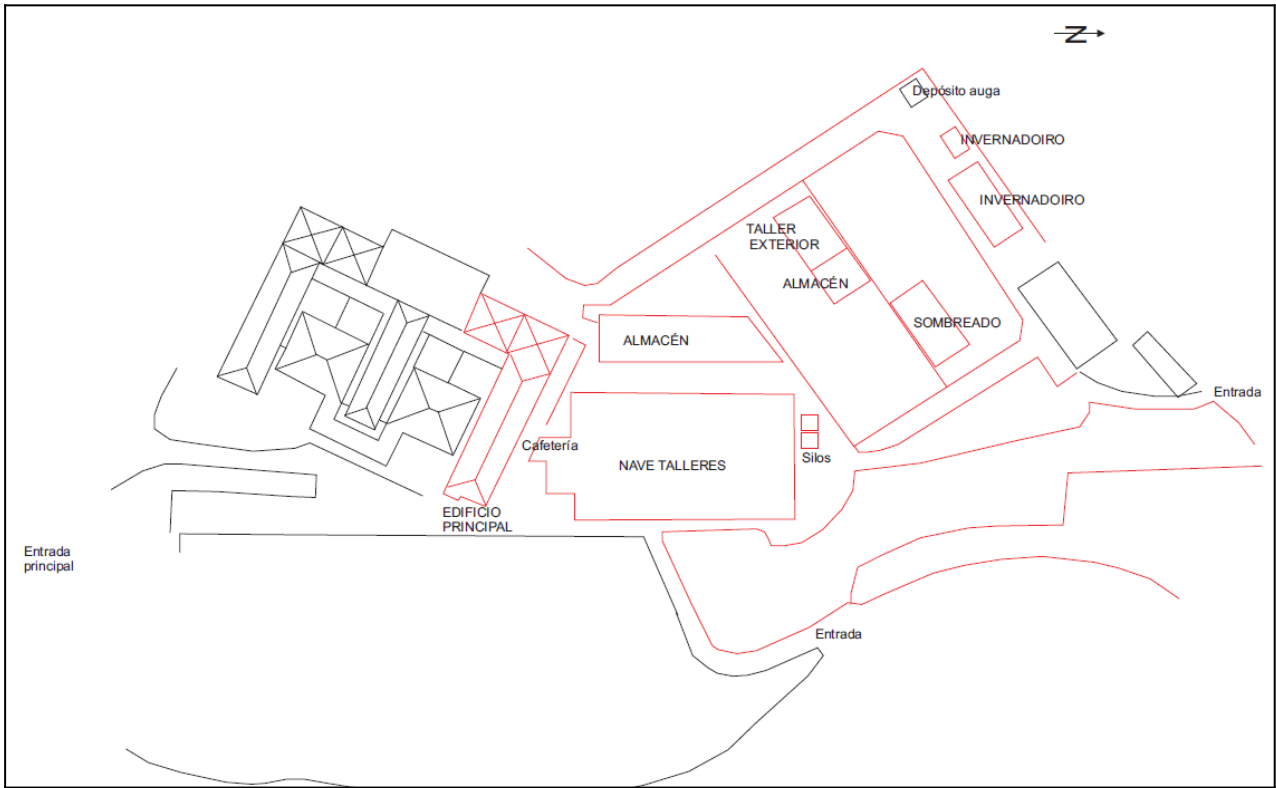 N
Depósito auga
INVERNADOIRO
INVERNADOIRO
TALLER
EXTERIOR
ALMACÉN
SOMBREADO
ALMACÉN
Entrada
Cafetería
NAVE TALLERES
Silos
EDIFICIO
PRINCIPAL
Entrada
principal
Entrada